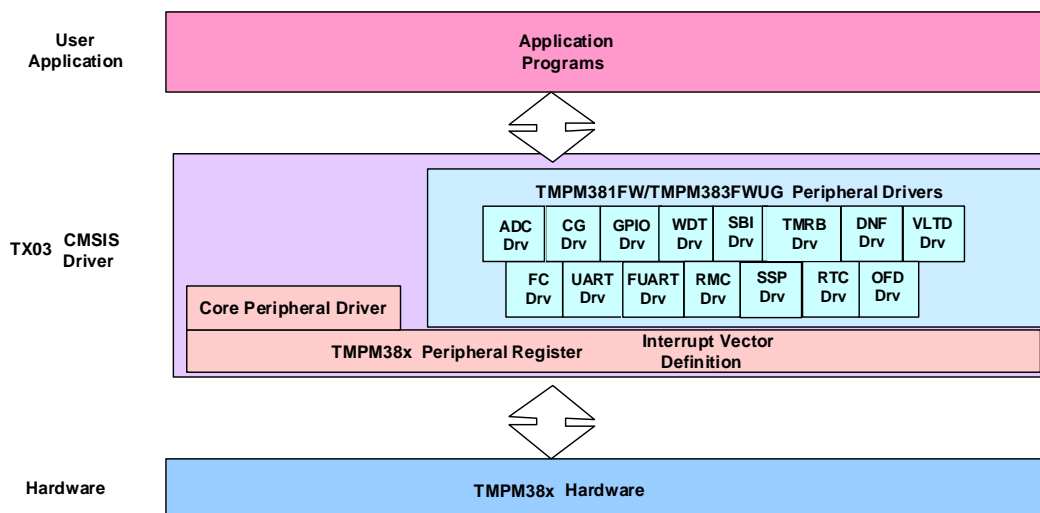 User
Application
Application
Programs
TX03 CMSIS
Driver
TMPM381FW/TMPM383FWUG Peripheral Drivers
ADC
Drv
CG
Drv
GPIO
Drv
WDT
Drv
SBI
Drv
TMRB
Drv
DNF
Drv
VLTD
Drv
FC
Drv
UART
Drv
FUART
Drv
RMC
Drv
SSP
Drv
RTC
Drv
OFD
Drv
Core Peripheral Driver
TMPM38x Peripheral Register
Interrupt Vector
Definition
Hardware
TMPM38x Hardware